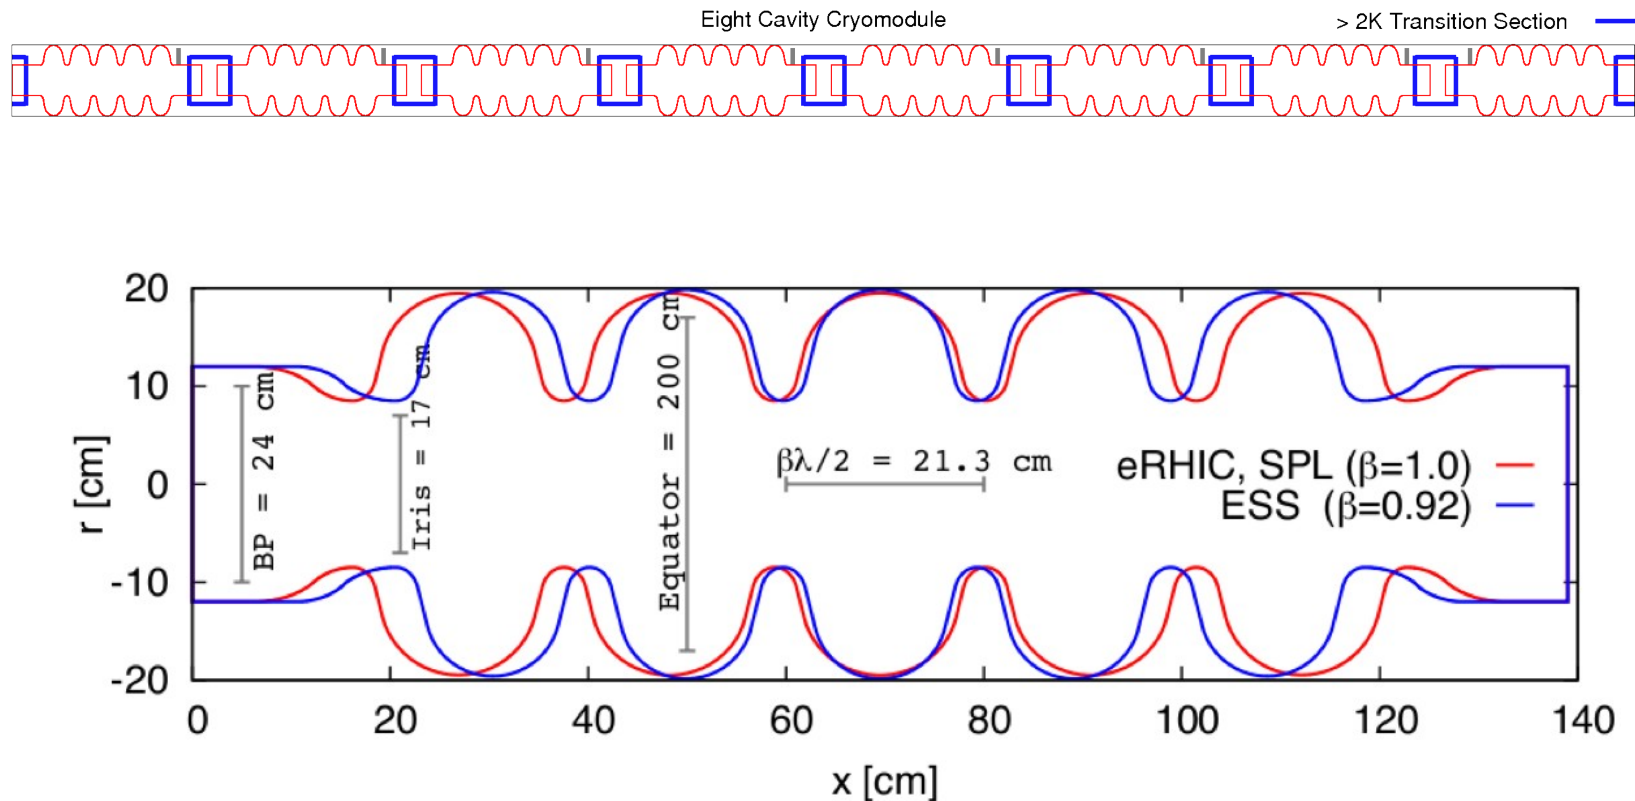 Eight Cavity Cryomodule
> 2K Transition Section
20
10
0
-10
-20
r [cm]
BP = 24 cm
Iris = 17 cm
Equator = 200 cm
βλ/2 = 21.3 cm
eRHIC, SPL (β=1.0)
ESS (β=0.92)
0 20 40 60 80 100 120 140
x [cm]